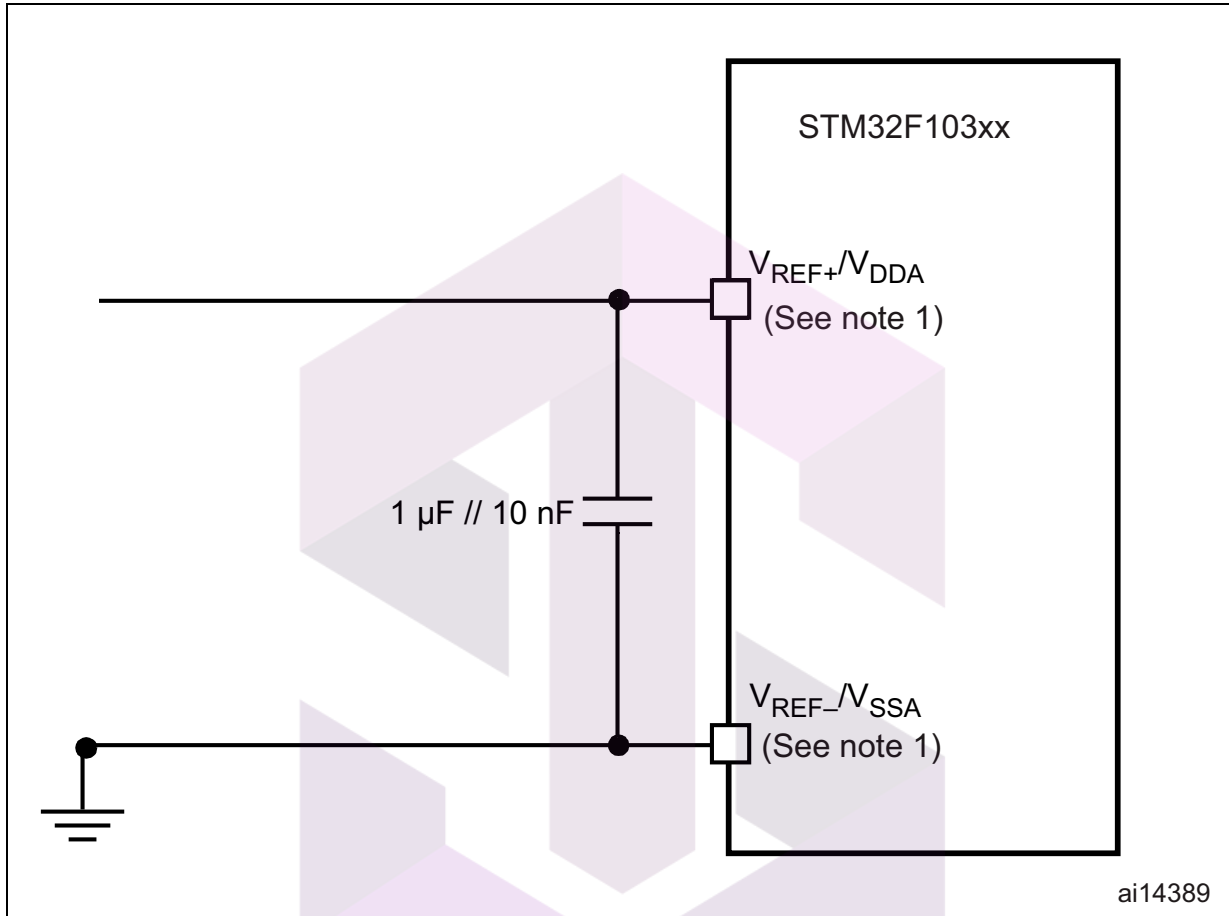 STM32F103xx
VREF+/VDDA
(See note 1)
1 µF // 10 nF
VREF–/VSSA
(See note 1)
ai14389